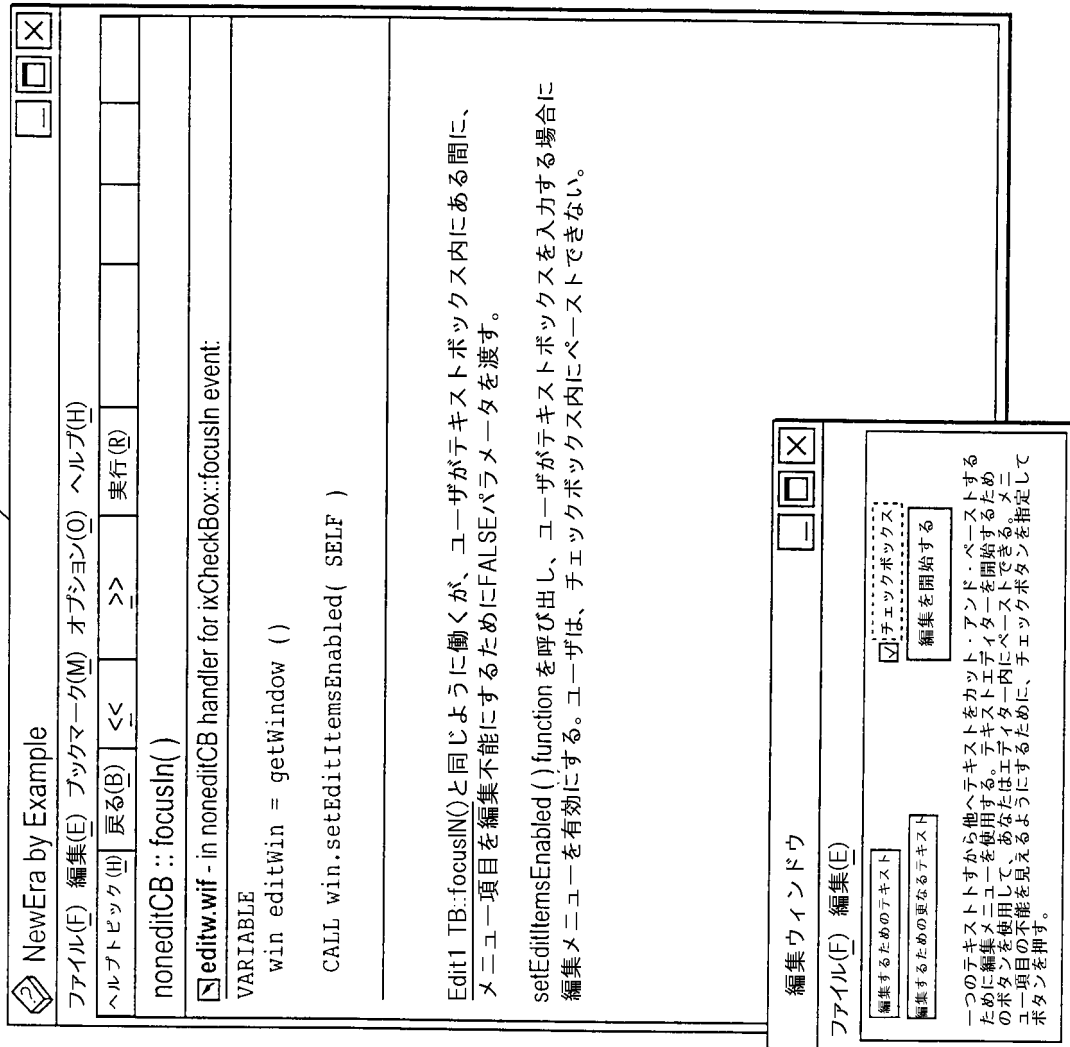 NewEra by Example
ファイル(F) 編集(E) ブックマーク(M) オプション(O) ヘルプ(H)
ヘルプトピック(H) 戻る(B) << >> 実行(R)
noneditCB :: focusIn( )
editw.wif - in noneditCB handler for ixCheckBox::focusIn event:
VARIABLE
win editWin = getWindow ()
CALL win.setEditItemsEnabled( SELF )
Edit1 TB::focusIN()と同じように働くが、ユーザがテキストボックス内にある間に、
メニュー項目を編集不能にするためにFALSEパラメータを渡す。
setEditItemsEnabled ( ) function を呼び出し、ユーザがテキストボックスを入力する場合に
編集メニューを有効にする。ユーザは、チェックボックス内にペーストできない。
編集ウィンドウ
ファイル(F) 編集(E)
編集するためのテキスト
チェックボックス
編集するための更なるテキスト
編集を開始する
一つのテキストトすから他へテキストをカット・アンド・ペーストする
ために編集メニューを使用する。テキストエディターを開始するため
のボタンを使用して、あなたはエディター内にペーストできる。メニ
ュー項目の不能を見えるようにするために、チェックボタンを指定して
ボタンを押す。